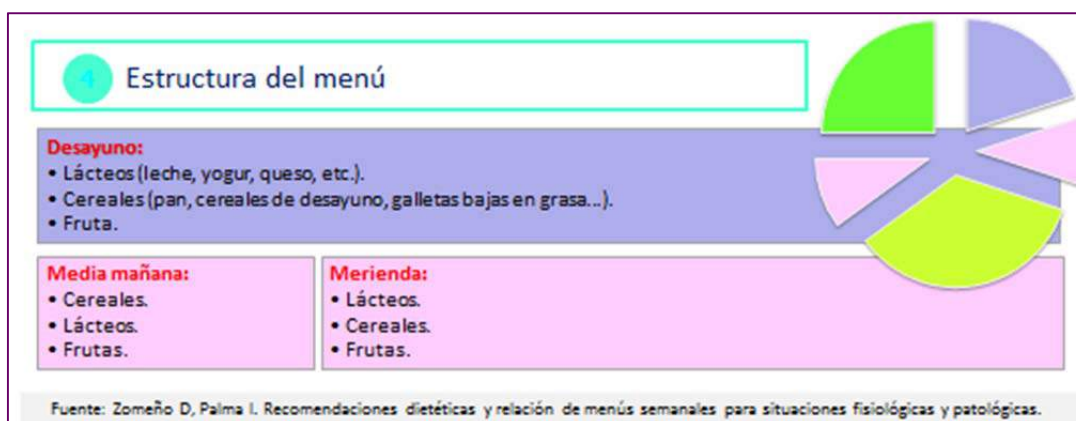 4 Estructura del menú
Desayuno:
• Lácteos (leche, yogur, queso, etc.).
• Cereales (pan, cereales de desayuno, galletas bajas en grasa...).
• Fruta.
Media mañana:
• Cereales.
• Lácteos.
• Frutas.
Merienda:
• Lácteos.
• Cereales.
• Frutas.
Fuente: Zomeño D, Palma I. Recomendaciones dietéticas y relación de menús semanales para situaciones fisiológicas y patológicas.